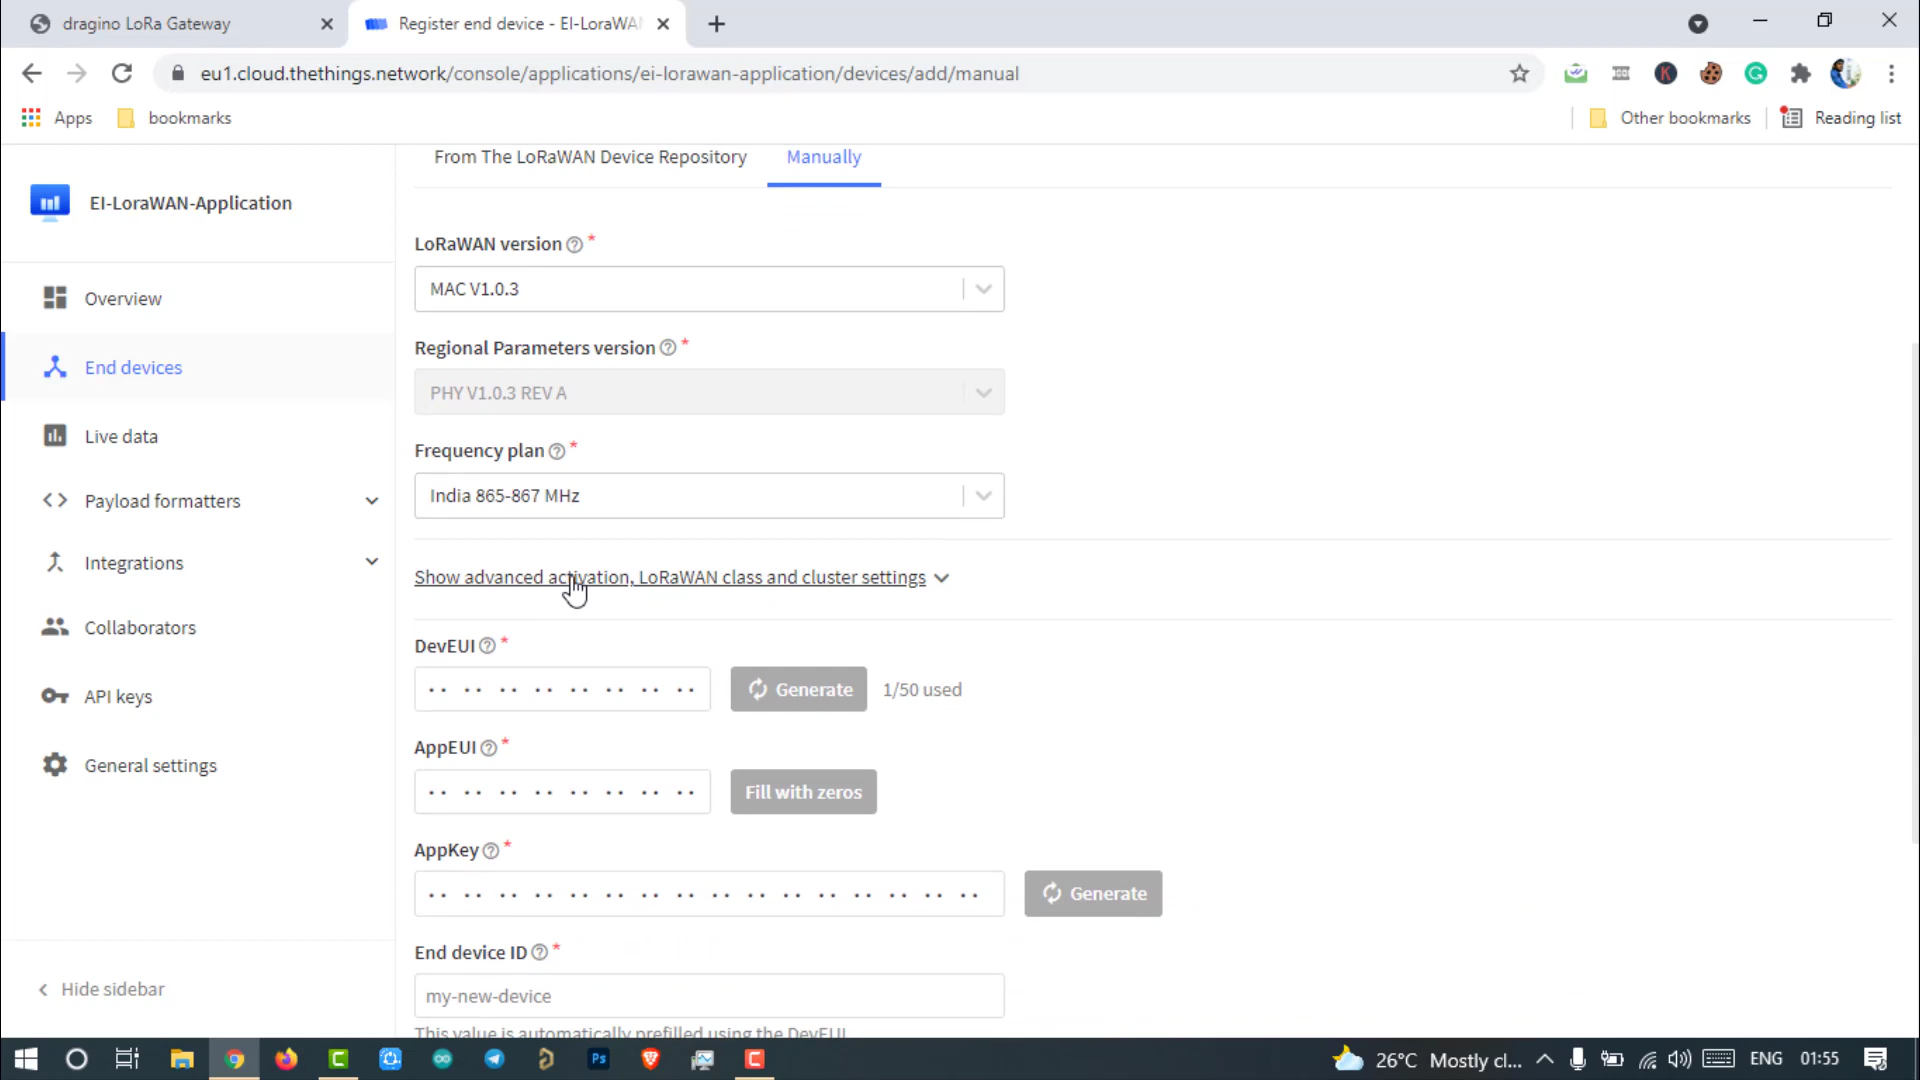 dragino LoRa Gateway
Register end device - EI-LoraWA
eu1.cloud.thethings.network/console/applications/ei-lorawan-application/devices/add/manual
Apps
bookmarks
Other bookmarks
Reading list
From The LoRaWAN Device Repository
Manually
EI-LoraWAN-Application
LoRaWAN version *
MAC V1.0.3
Overview
Regional Parameters version *
End devices
PHY V1.0.3 REV A
Live data
Frequency plan *
Payload formatters
India 865-867 MHz
Integrations
Show advanced activation, LoRaWAN class and cluster settings
Collaborators
DevEUI *
API keys
Generate
1/50 used
AppEUI *
General settings
Fill with zeros
AppKey *
Generate
End device ID *
Hide sidebar
my-new-device
This value is automatically prefilled using the DevEUI
Ps
26°C Mostly cl...
ENG
01:55